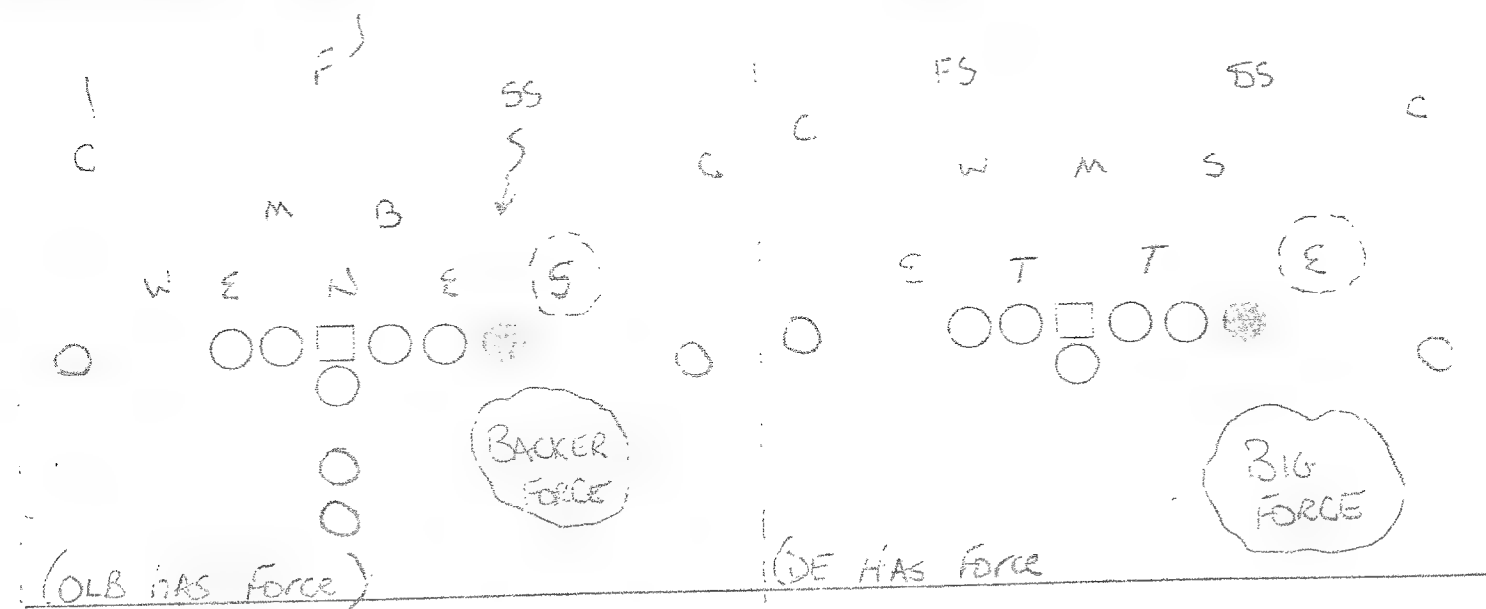 F
SS
C
C
M B
W E N E S
BACKER
FORCE
(OLB HAS FORCE)
FS SS
C
C
W M S
E T T E
BIG
FORCE
(DE HAS FORCE